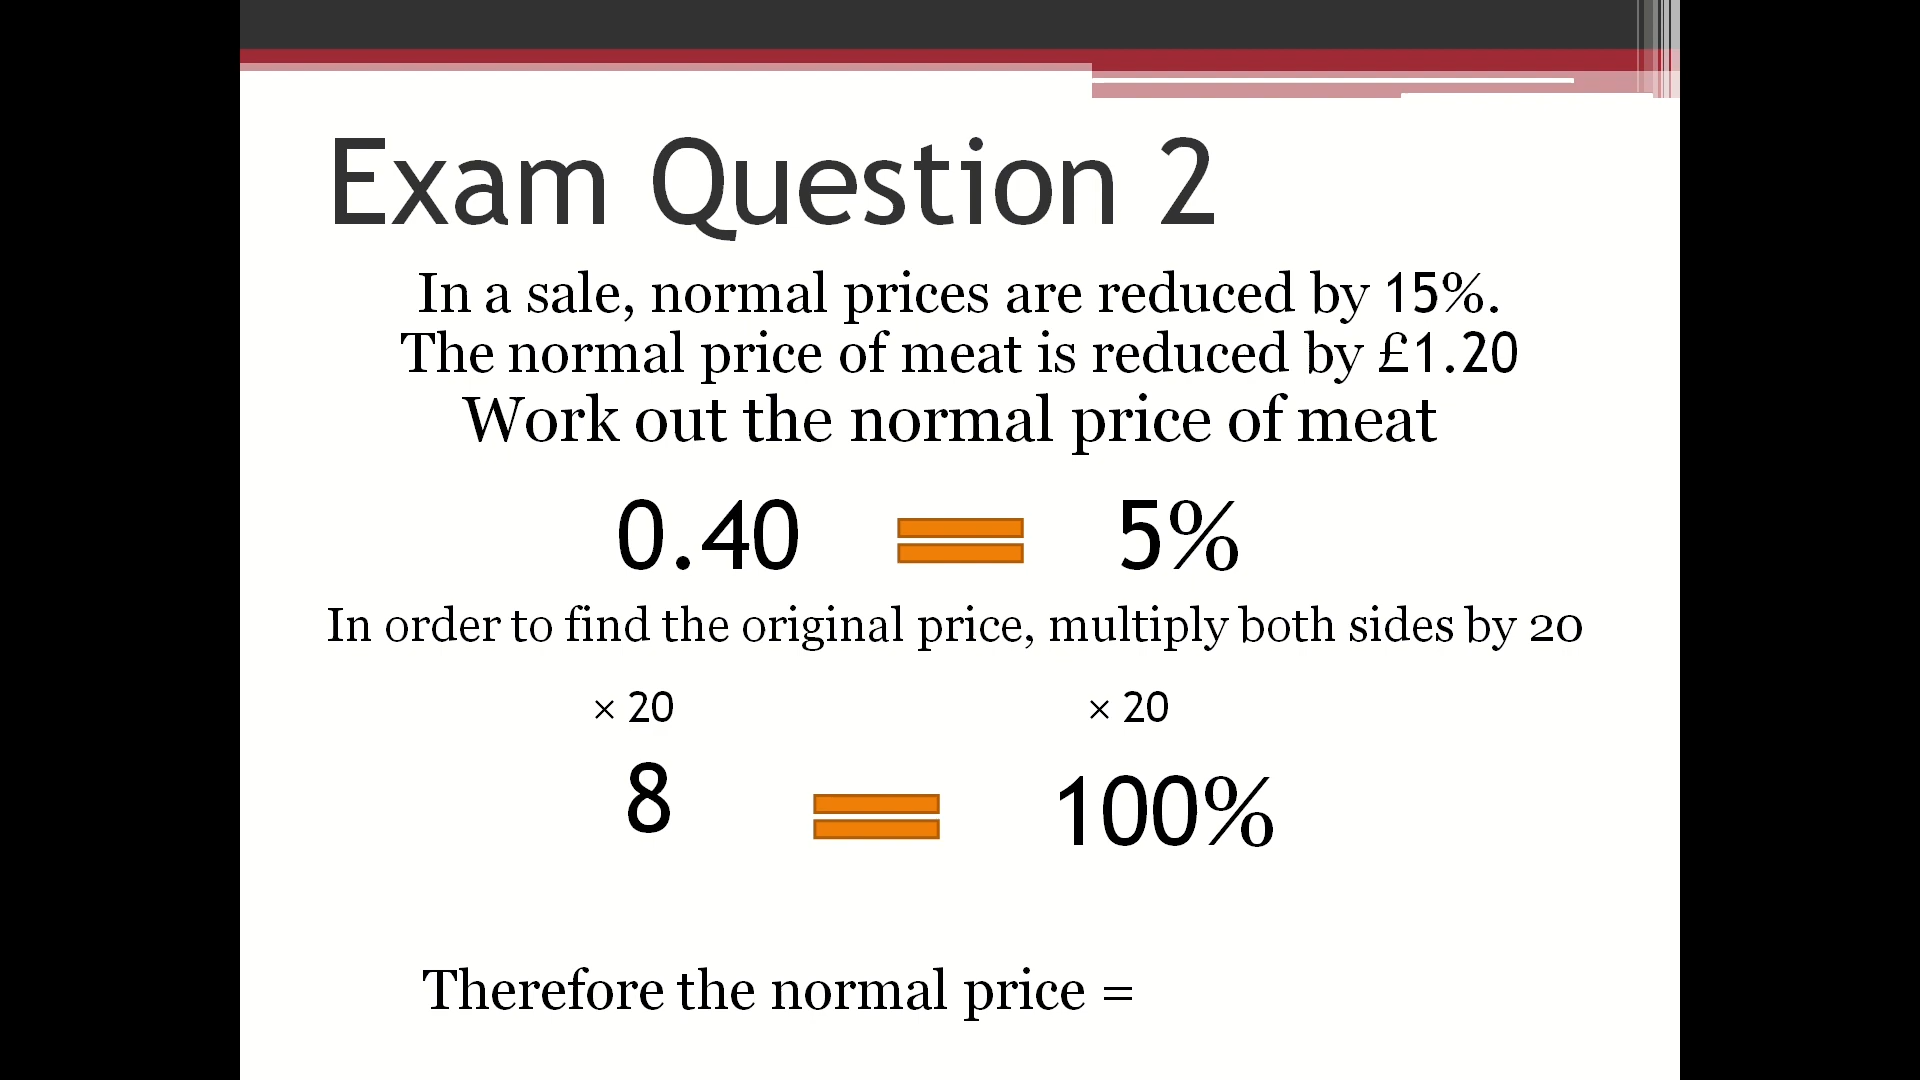 Exam Question 2
In a sale, normal prices are reduced by 15%.
The normal price of meat is reduced by £1.20
Work out the normal price of meat
0.40 = 5%
In order to find the original price, multiply both sides by 20
× 20 × 20
8 = 100%
Therefore the normal price =